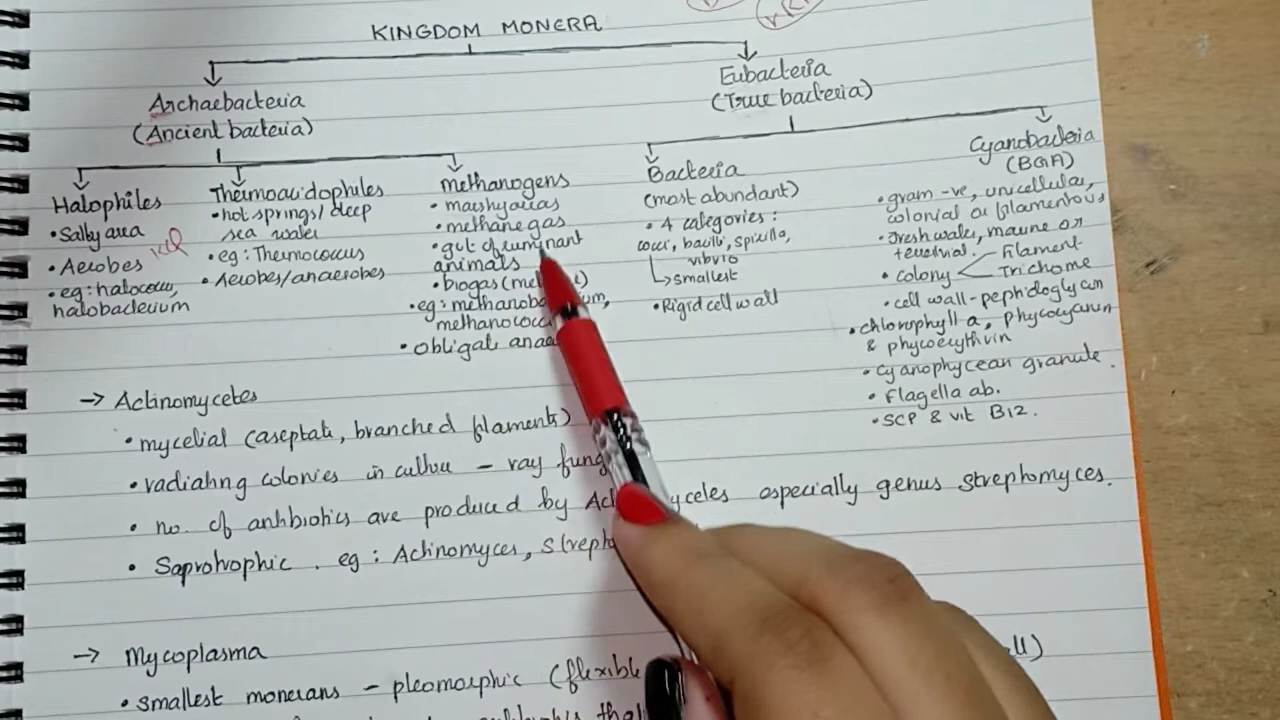 KINGDOM MONERA
Archaebacteria
(Ancient bacteria)
Eubacteria
(True bacteria)
Halophiles
• Salty area
• Aerobes
• eg: halococcus,
halobacterium
Thermoacidophiles
• hot springs/ deep
sea water
• eg: Thermococcus
• Aerobes/anaerobes
methanogens
• marshy areas
• methane gas
• gut of ruminant
animals
• biogas
• eg:
• obligate
Bacteria
(most abundant)
• 4 categories:
cocci, bacilli, spirilla,
vibrio
smallest
• Rigid cell wall
Cyanobacteria
(BGA)
• gram -ve, unicellular,
colonial or filamentous
• Fresh water, marine or
terrestrial.
• colony
Filament
Trichome
• cell wall - peptidoglycan
• chlorophyll-a, phycocyanin
& phycoerythrin
• cyanophycean granule.
• Flagella ab.
• SCP & vit B12.
→ Actinomycetes
• mycelial (aseptate, branched filaments)
• radiating colonies in culture - ray
• no. of antibiotics are produced by especially genus Streptomyces.
• Saprotrophic. eg: Actinomyces,
→ Mycoplasma
• smallest monerans - pleomorphic (flexible